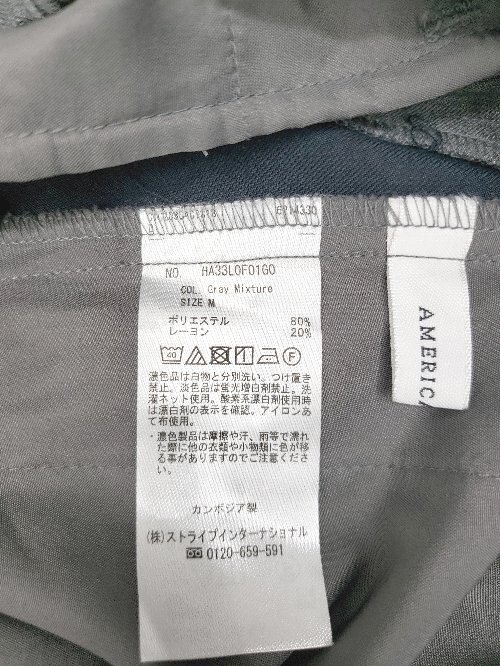 NO. HA33L0F01G0
COL. Gray Mixture
SIZE M
ポリエステル 80%
レーヨン 20%
40
F
濃色品は白物と分別洗い。つけ置き
禁止。淡色品は蛍光増白剤禁止。洗
濯ネット使用。酸素系漂白剤使用時
は漂白剤の表示を確認。アイロンあ
て布使用。
・濃色製品は摩擦や汗、雨等で濡れ
た際に他の衣類や小物類に色が移
る事がありますのでご注意くださ
い。
カンボジア製
(株)ストライプインターナショナル
0120-659-591
AMERIC